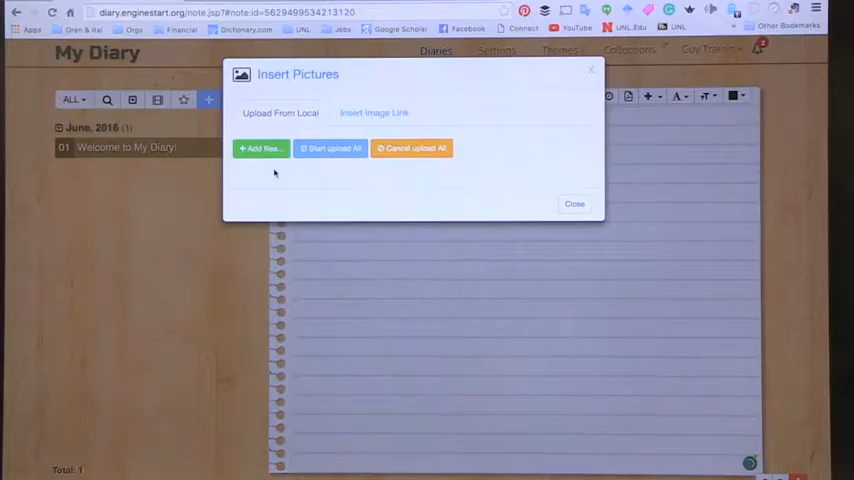 diary.enginestart.org/note.jsp?#note:id=5629499534213120
Apps Oren & Ital Orgs Financial Dictionary.com UNL Jobs Google Scholar Facebook Connect YouTube UNL.Edu UNL Other Bookmarks
My Diary
Diaries Settings Themes Collections
Insert Pictures
X
ALL
Upload From Local Insert Image Link
June, 2016 (1)
01 Welcome to My Diary!
+ Add files... Start upload All Cancel upload All
Close
Total: 1